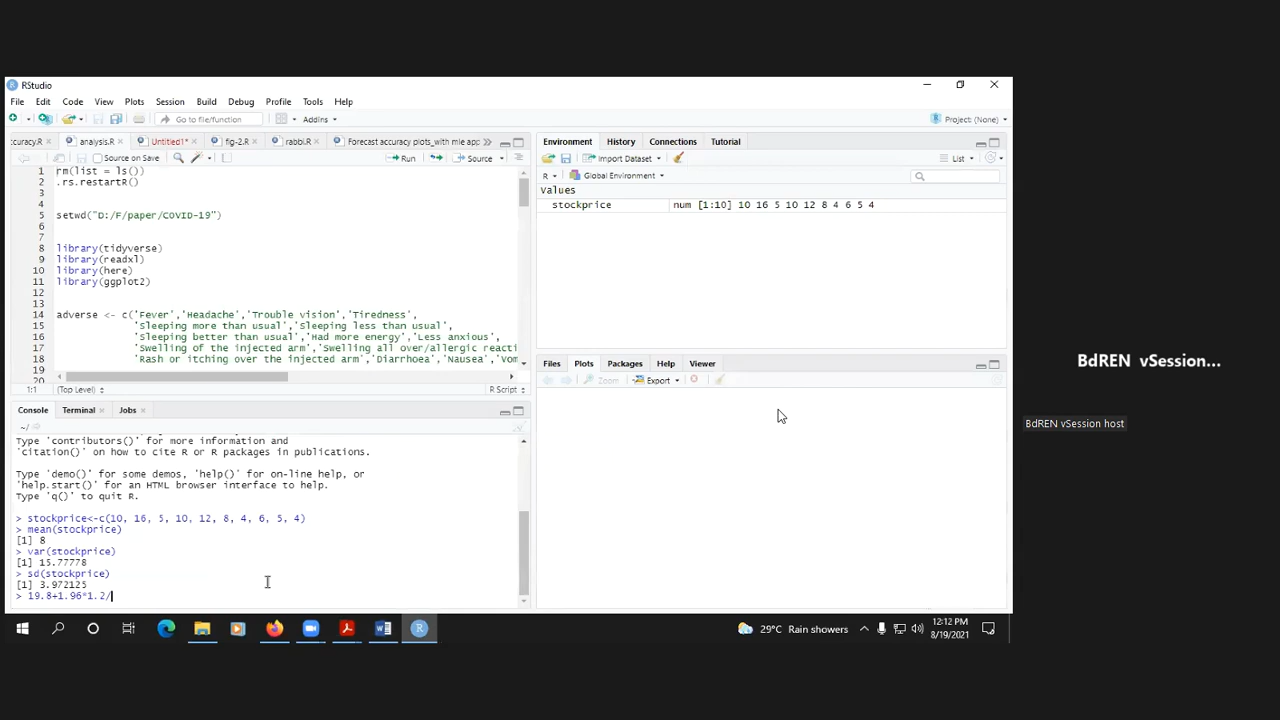 RStudio
File Edit Code View Plots Session Build Debug Profile Tools Help
Go to file/function
Addins
Project: (None)
curacy.R
analysis.R
Untitled1*
fig-2.R
rabbi.R
Forecast accuracy plots_with mle app
Source on Save
Run
Source
1 rm(list = ls())
2 .rs.restartR()
3
4
5 setwd("D:/F/paper/COVID-19")
6
7
8 library(tidyverse)
9 library(readxl)
10 library(here)
11 library(ggplot2)
12
13
14 adverse <- c('Fever','Headache','Trouble vision','Tiredness',
15 'Sleeping more than usual','Sleeping less than usual',
16 'Sleeping better than usual','Had more energy','Less anxious',
17 'Swelling of the injected arm','Swelling all over/allergic reacti
18 'Rash or itching over the injected arm','Diarrhoea','Nausea','Vom
19
20
1:1 (Top Level) R Script
Console Terminal Jobs
~/
Type 'contributors()' for more information and
'citation()' on how to cite R or R packages in publications.
Type 'demo()' for some demos, 'help()' for on-line help, or
'help.start()' for an HTML browser interface to help.
Type 'q()' to quit R.
> stockprice<-c(10, 16, 5, 10, 12, 8, 4, 6, 5, 4)
> mean(stockprice)
[1] 8
> var(stockprice)
[1] 15.77778
> sd(stockprice)
[1] 3.972125
> 19.8+1.96*1.2/
Environment History Connections Tutorial
Import Dataset
List
R Global Environment
Values
stockprice num [1:10] 10 16 5 10 12 8 4 6 5 4
Files Plots Packages Help Viewer
Zoom Export
BdREN vSession...
BdREN vSession host
29°C Rain showers
12:12 PM
8/19/2021